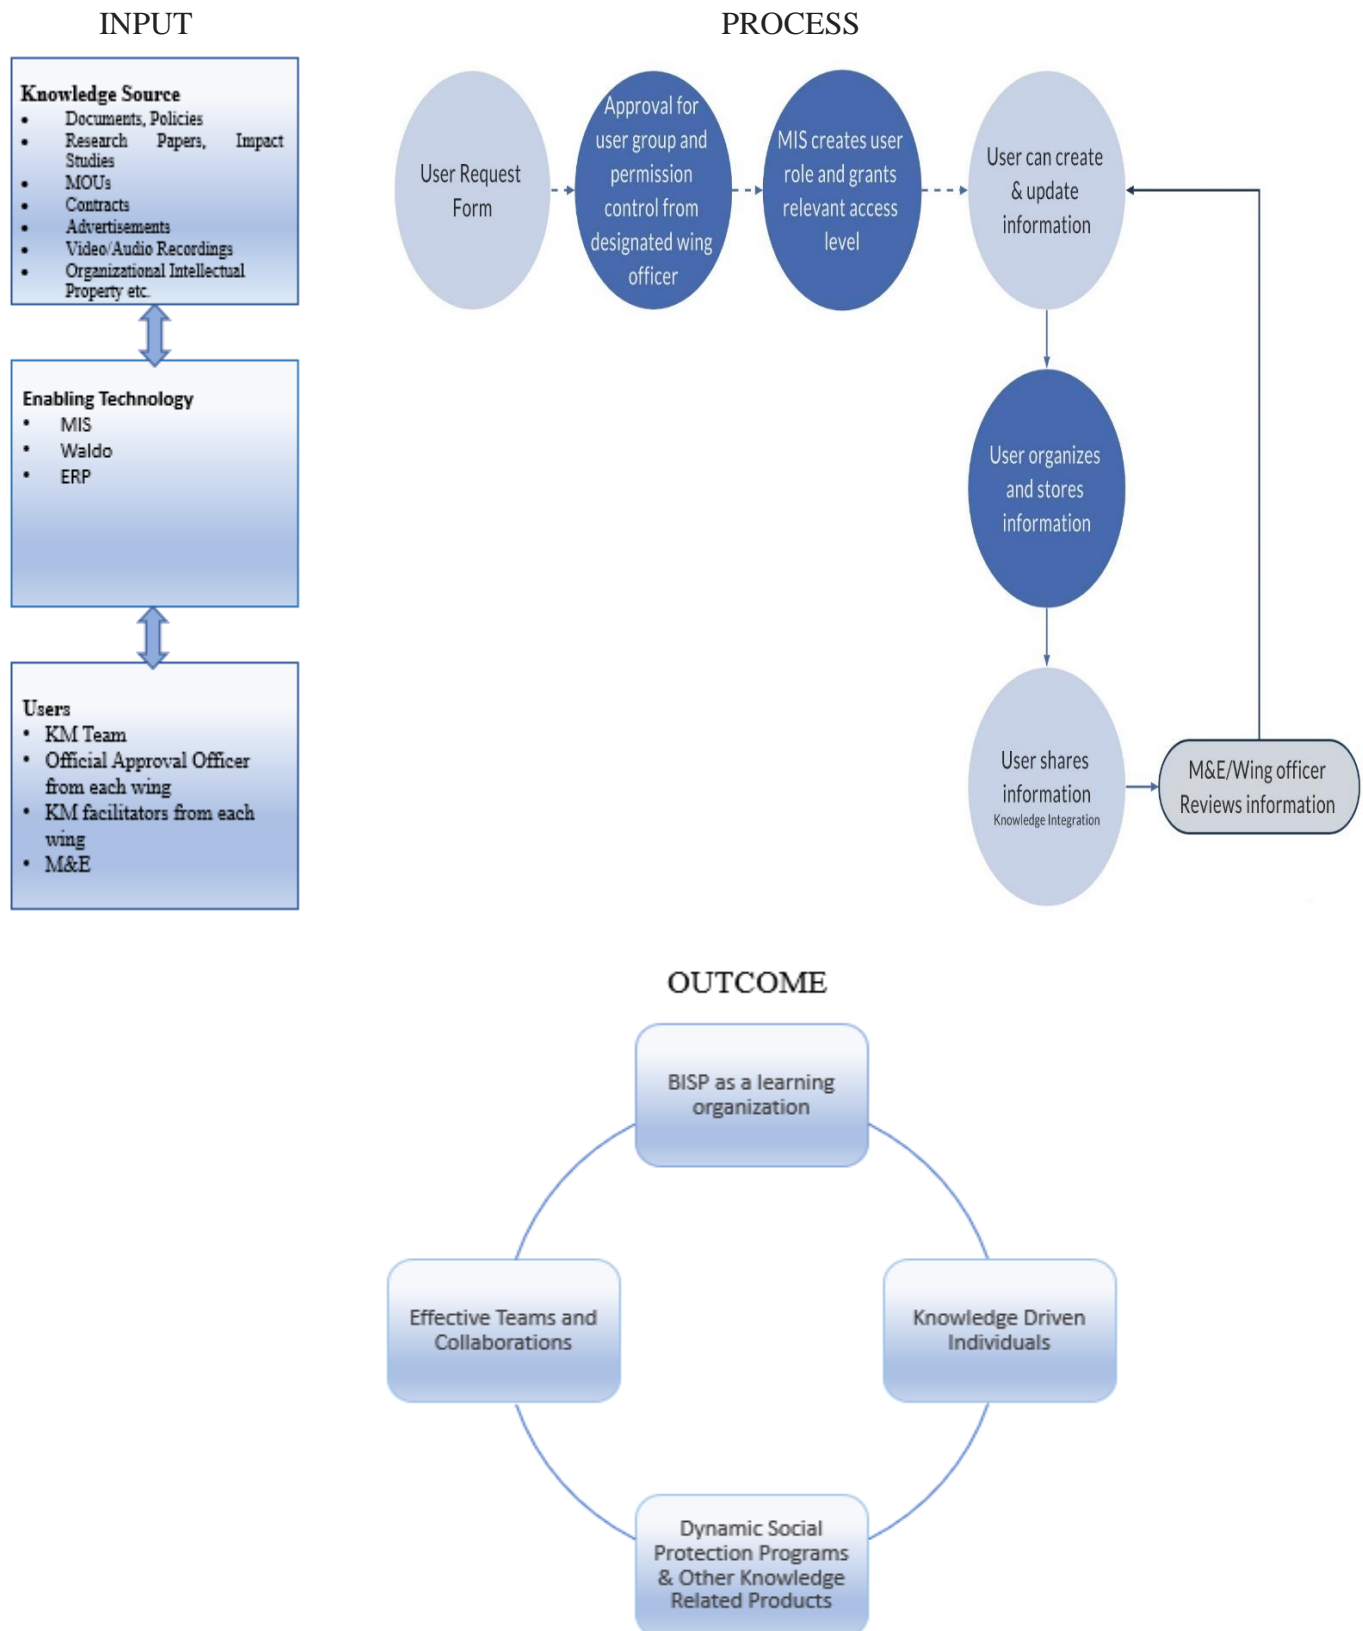 INPUT
Knowledge Source
• Documents, Policies
• Research Papers, Impact
Studies
• MOUs
• Contracts
• Advertisements
• Video/Audio Recordings
• Organizational Intellectual
Property etc.
Enabling Technology
• MIS
• Waldo
• ERP
Users
• KM Team
• Official Approval Officer
from each wing
• KM facilitators from each
wing
• M&E
PROCESS
User Request
Form
Approval for
user group and
permission
control from
designated wing
officer
MIS creates user
role and grants
relevant access
level
User can create
& update
information
User organizes
and stores
information
User shares
information
Knowledge Integration
M&E/Wing officer
Reviews information
OUTCOME
BISP as a learning
organization
Effective Teams and
Collaborations
Knowledge Driven
Individuals
Dynamic Social
Protection Programs
& Other Knowledge
Related Products